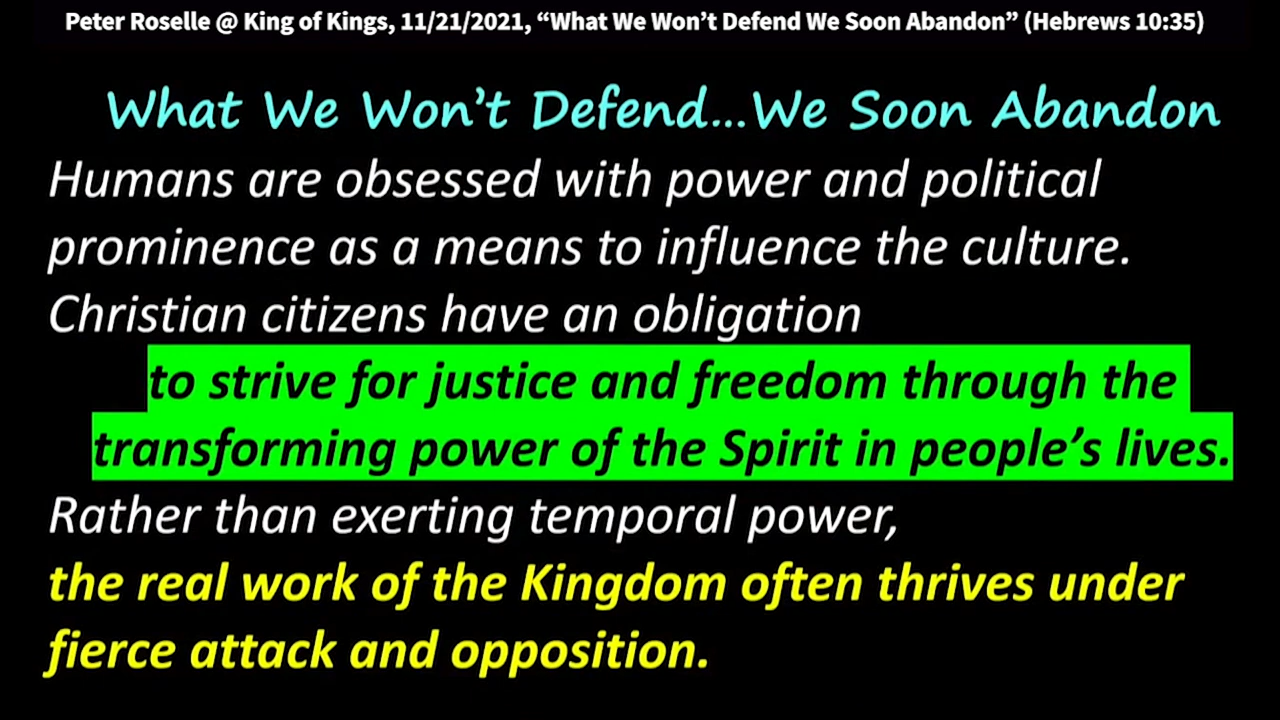 Peter Roselle @ King of Kings, 11/21/2021, “What We Won’t Defend We Soon Abandon” (Hebrews 10:35)
What We Won’t Defend...We Soon Abandon
Humans are obsessed with power and political
prominence as a means to influence the culture.
Christian citizens have an obligation
to strive for justice and freedom through the
transforming power of the Spirit in people’s lives.
Rather than exerting temporal power,
the real work of the Kingdom often thrives under
fierce attack and opposition.